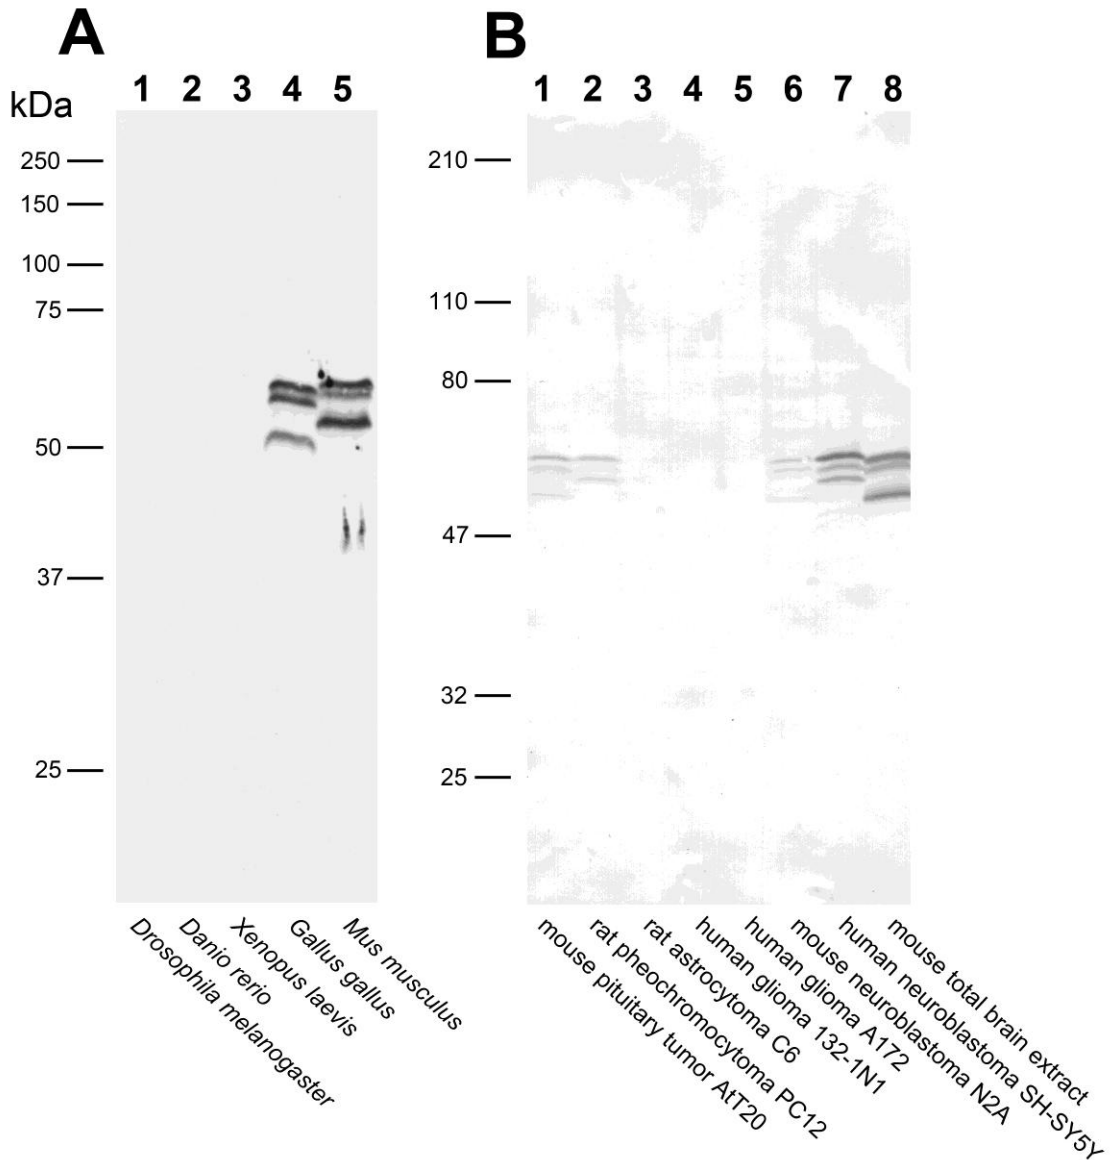 A
B
1 2 3 4 5
1 2 3 4 5 6 7 8
kDa
250
150
100
75
50
37
25
210
110
80
47
32
25
Drosophila melanogaster
Danio rerio
Xenopus laevis
Gallus gallus
Mus musculus
mouse pituitary tumor AtT20
rat pheochromocytoma PC12
rat astrocytoma C6
human glioma 132-1N1
human glioma A172
mouse neuroblastoma N2A
human neuroblastoma SH-SY5Y
mouse total brain extract